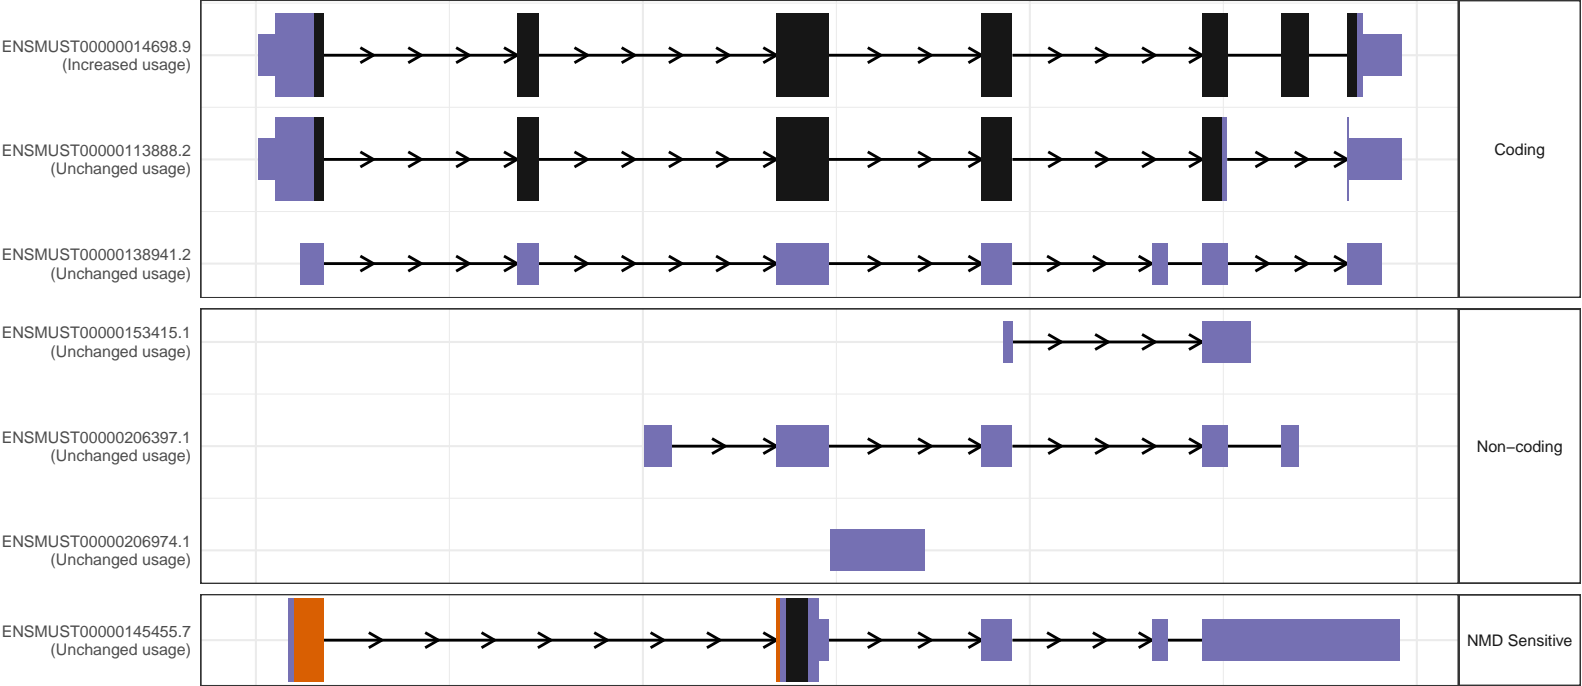 ENSMUST00000014698.9
(Increased usage)
ENSMUST00000113888.2
(Unchanged usage)
Coding
ENSMUST00000138941.2
(Unchanged usage)
ENSMUST00000153415.1
(Unchanged usage)
ENSMUST00000206397.1
(Unchanged usage)
Non−coding
ENSMUST00000206974.1
(Unchanged usage)
ENSMUST00000145455.7
(Unchanged usage)
NMD Sensitive